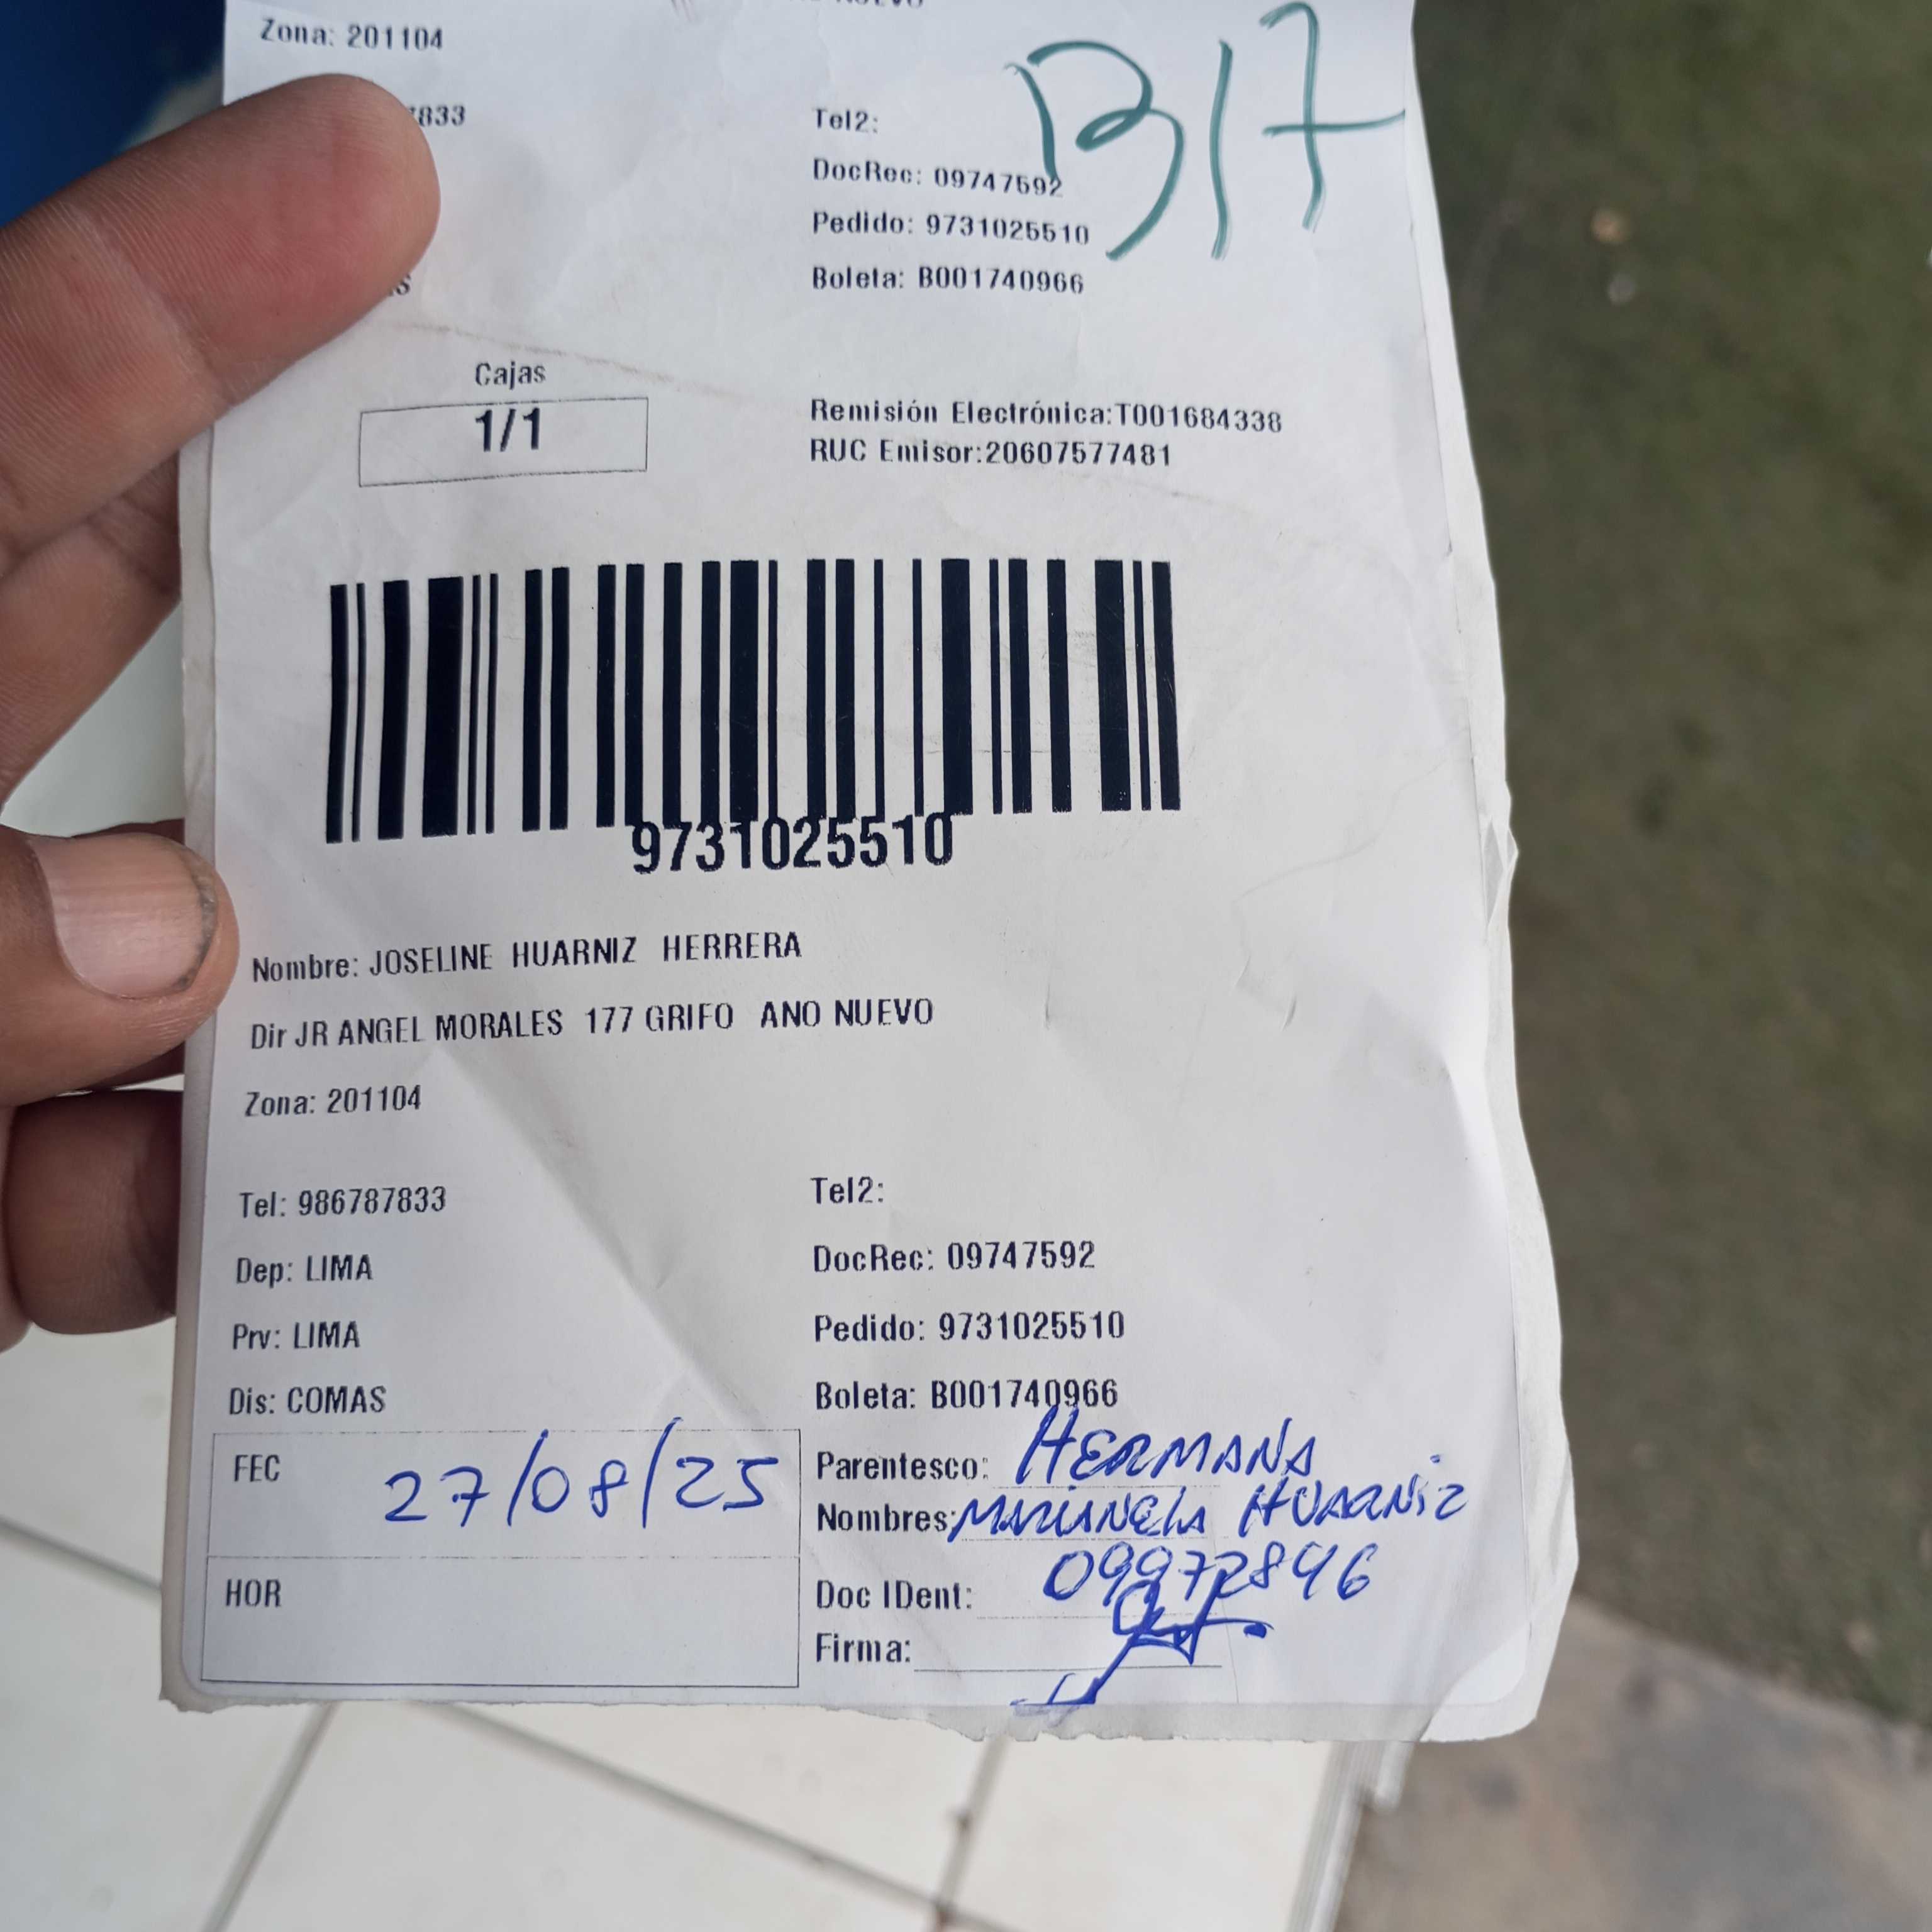 Zona: 201104
B17
833
Tel2:
DocRec: 09747592
Pedido: 9731025510
S
Boleta: B001740966
Cajas
1/1
Remisión Electrónica:T001684338
RUC Emisor:20607577481
9731025510
Nombre: JOSELINE HUARNIZ HERRERA
Dir JR ANGEL MORALES 177 GRIFO ANO NUEVO
Zona: 201104
Tel: 986787833
Tel2:
Dep: LIMA
DocRec: 09747592
Prv: LIMA
Pedido: 9731025510
Dis: COMAS
Boleta: B001740966
FEC 27/08/25
Parentesco: HERMANA
Nombres: MARIANELA HUARNIZ
HOR
Doc IDent: 09972846
Firma: